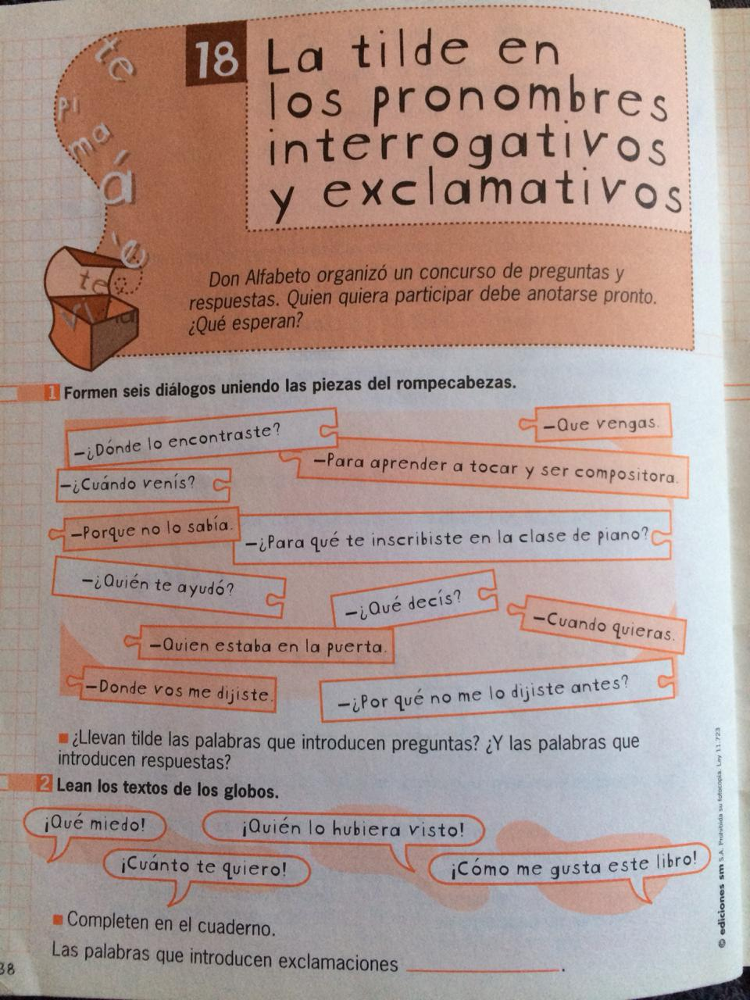 te
pi
ma
á
e
te
vi
18
La tilde en
los pronombres
interrogativos
y exclamativos
Don Alfabeto organizó un concurso de preguntas y
respuestas. Quien quiera participar debe anotarse pronto.
¿Qué esperan?
1 Formen seis diálogos uniendo las piezas del rompecabezas.
–¿Dónde lo encontraste?
–Que vengas.
–Para aprender a tocar y ser compositora.
–¿Cuándo venís?
–Porque no lo sabía.
–¿Para qué te inscribiste en la clase de piano?
–¿Quién te ayudó?
–¿Qué decís?
–Cuando quieras.
–Quien estaba en la puerta.
–Donde vos me dijiste.
–¿Por qué no me lo dijiste antes?
■ ¿Llevan tilde las palabras que introducen preguntas? ¿Y las palabras que
introducen respuestas?
2 Lean los textos de los globos.
¡Qué miedo!
¡Quién lo hubiera visto!
¡Cuánto te quiero!
¡Cómo me gusta este libro!
■ Completen en el cuaderno.
Las palabras que introducen exclamaciones ____________.
38
© ediciones sm S.A. Prohibida su fotocopia. Ley 11.723